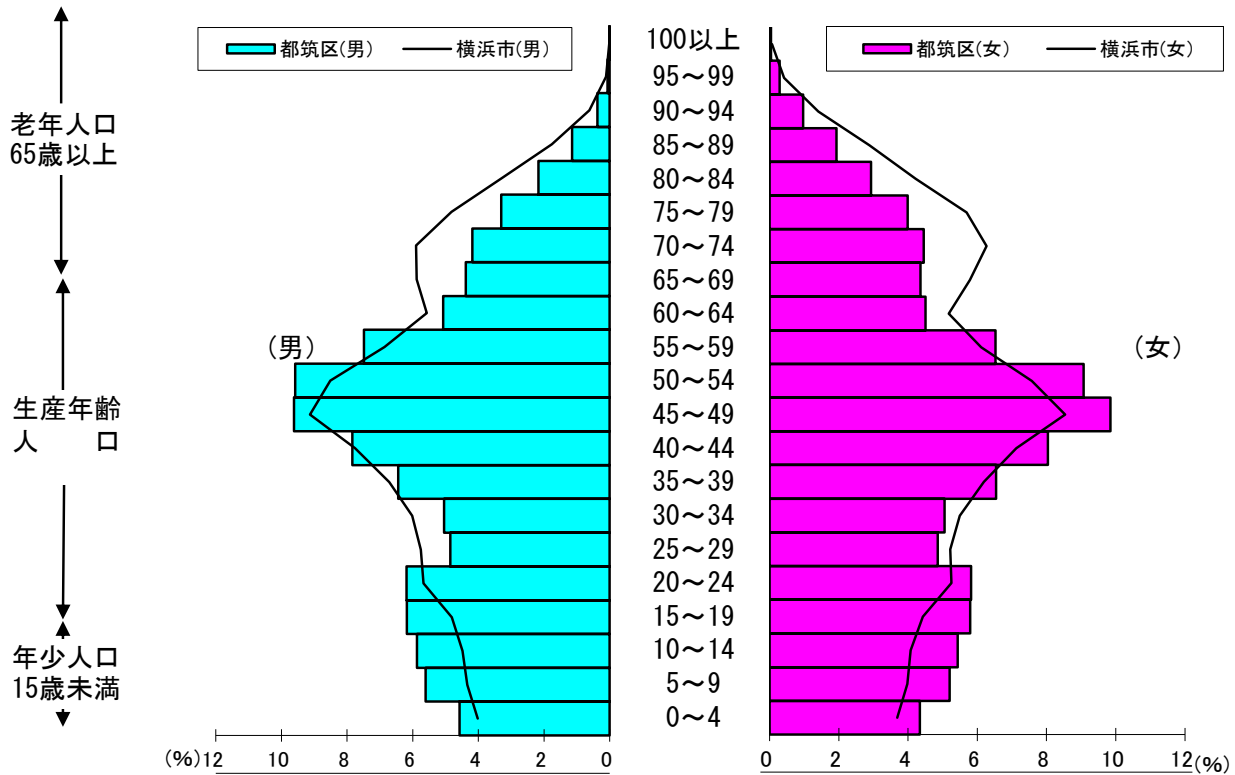 都筑区(男) 横浜市(男)
都筑区(女) 横浜市(女)
老年人口
65歳以上
生産年齢
人 口
年少人口
15歳未満
(男)
(女)
100以上
95～99
90～94
85～89
80～84
75～79
70～74
65～69
60～64
55～59
50～54
45～49
40～44
35～39
30～34
25～29
20～24
15～19
10～14
5～9
0～4
(%) 12 10 8 6 4 2 0
0 2 4 6 8 10 12 (%)